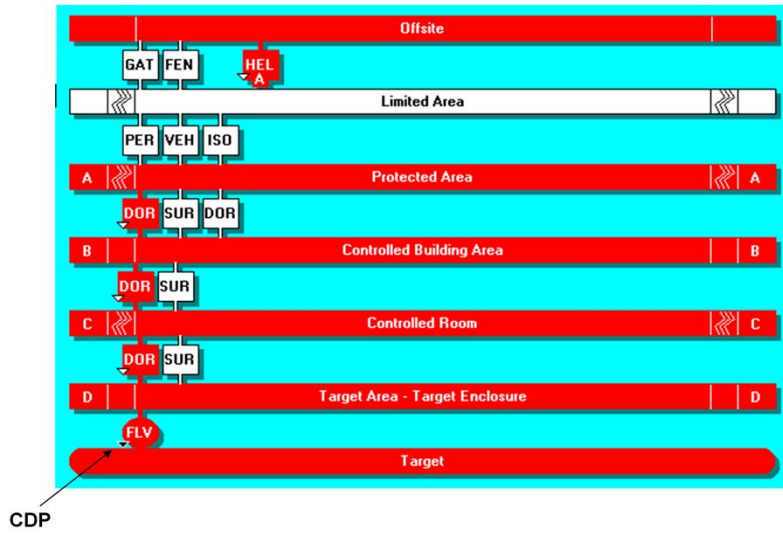 Offsite
GAT FEN HEL
A
Limited Area
PER VEH ISO
A Protected Area A
DOR SUR DOR
B Controlled Building Area B
DOR SUR
C Controlled Room C
DOR SUR
D Target Area - Target Enclosure D
FLV
Target
CDP